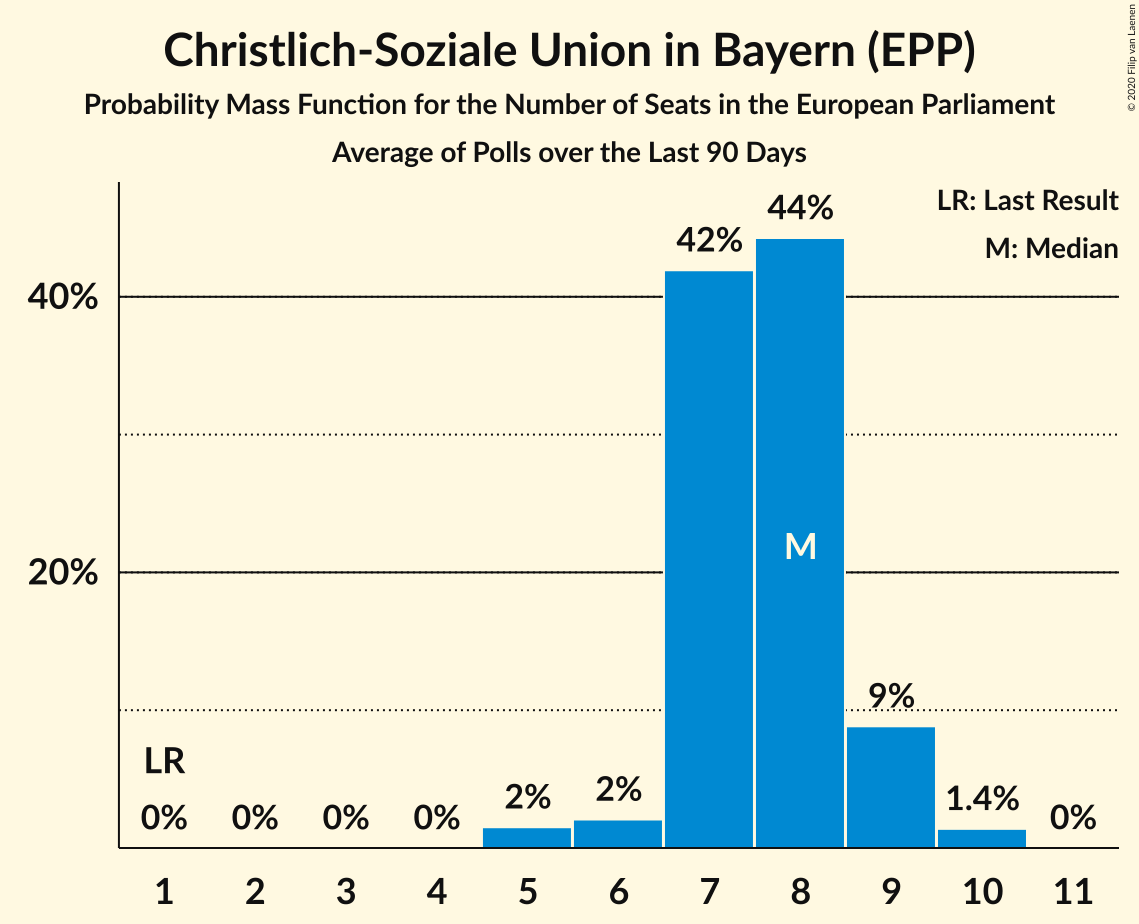 Christlich-Soziale Union in Bayern (EPP)
Probability Mass Function for the Number of Seats in the European Parliament
Average of Polls over the Last 90 Days
© 2020 Filip van Laenen
LR: Last Result
M: Median
44%
42%
40%
M
20%
9%
LR
2%
2%
1.4%
0%
0%
0%
0%
0%
1 2 3 4 5 6 7 8 9 10 11